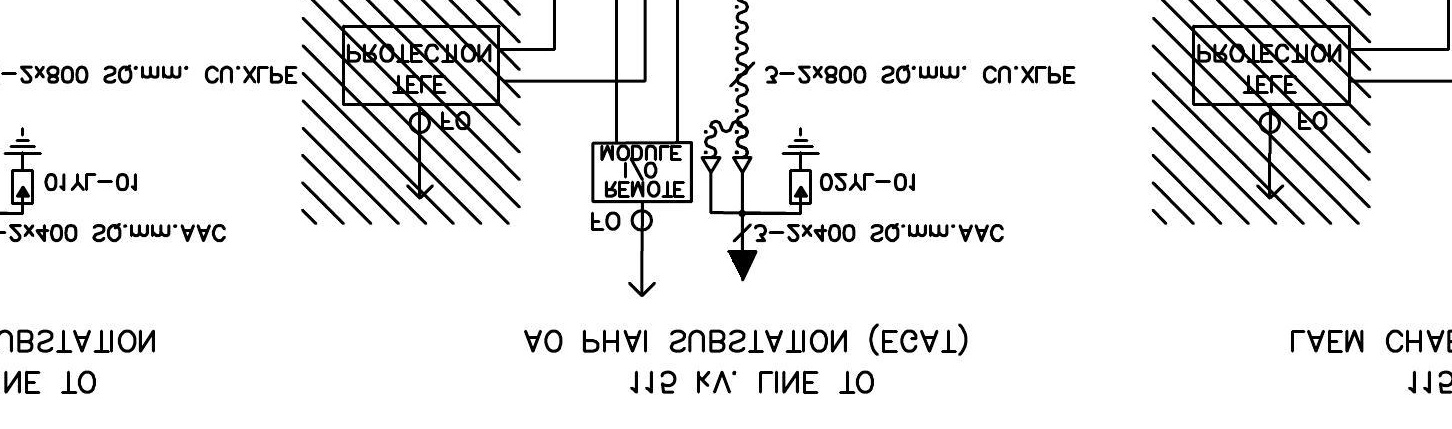 NE TO
115 kV. LINE TO
115
UBSTATION
AO PHAI SUBSTATION (EGAT)
LAEM CHAB
-2x400 SQ.mm.AAC
FO
3-2x400 SQ.mm.AAC
01YL-01
REMOTE
I/O
MODULE
02YL-01
FO
FO
-2x800 SQ.mm. CU.XLPE
TELE
PROTECTION
3-2x800 SQ.mm. CU.XLPE
TELE
PROTECTION